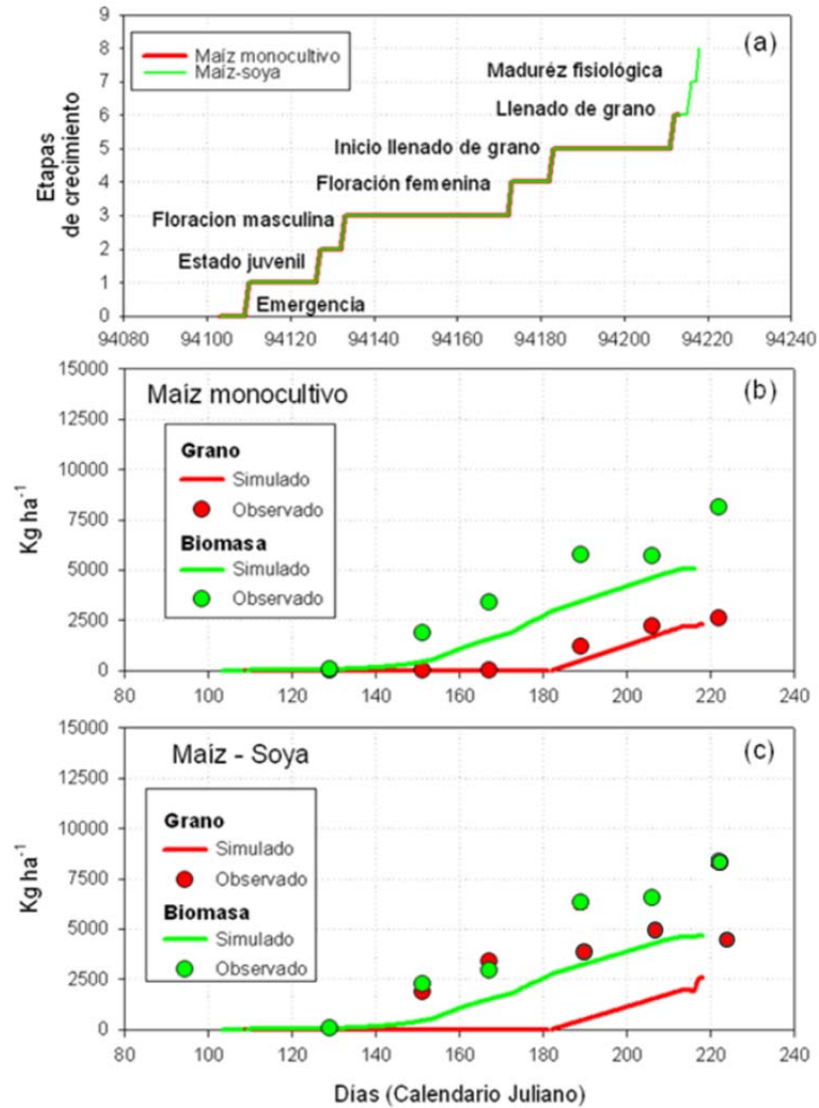 9
8
7
6
5
4
3
2
1
0
Etapas
de crecimiento
(a)
Maíz monocultivo
Maíz-soya
Maduréz fisiológica
Llenado de grano
Inicio llenado de grano
Floración femenina
Floracion masculina
Estado juvenil
Emergencia
94080 94100 94120 94140 94160 94180 94200 94220 94240
15000
12500
10000
7500
5000
2500
0
Kg ha-1
Maíz monocultivo
(b)
Grano
Simulado
Observado
Biomasa
Simulado
Observado
80 100 120 140 160 180 200 220 240
15000
12500
10000
7500
5000
2500
0
Kg ha-1
Maíz - Soya
(c)
Grano
Simulado
Observado
Biomasa
Simulado
Observado
80 100 120 140 160 180 200 220 240
Días (Calendario Juliano)